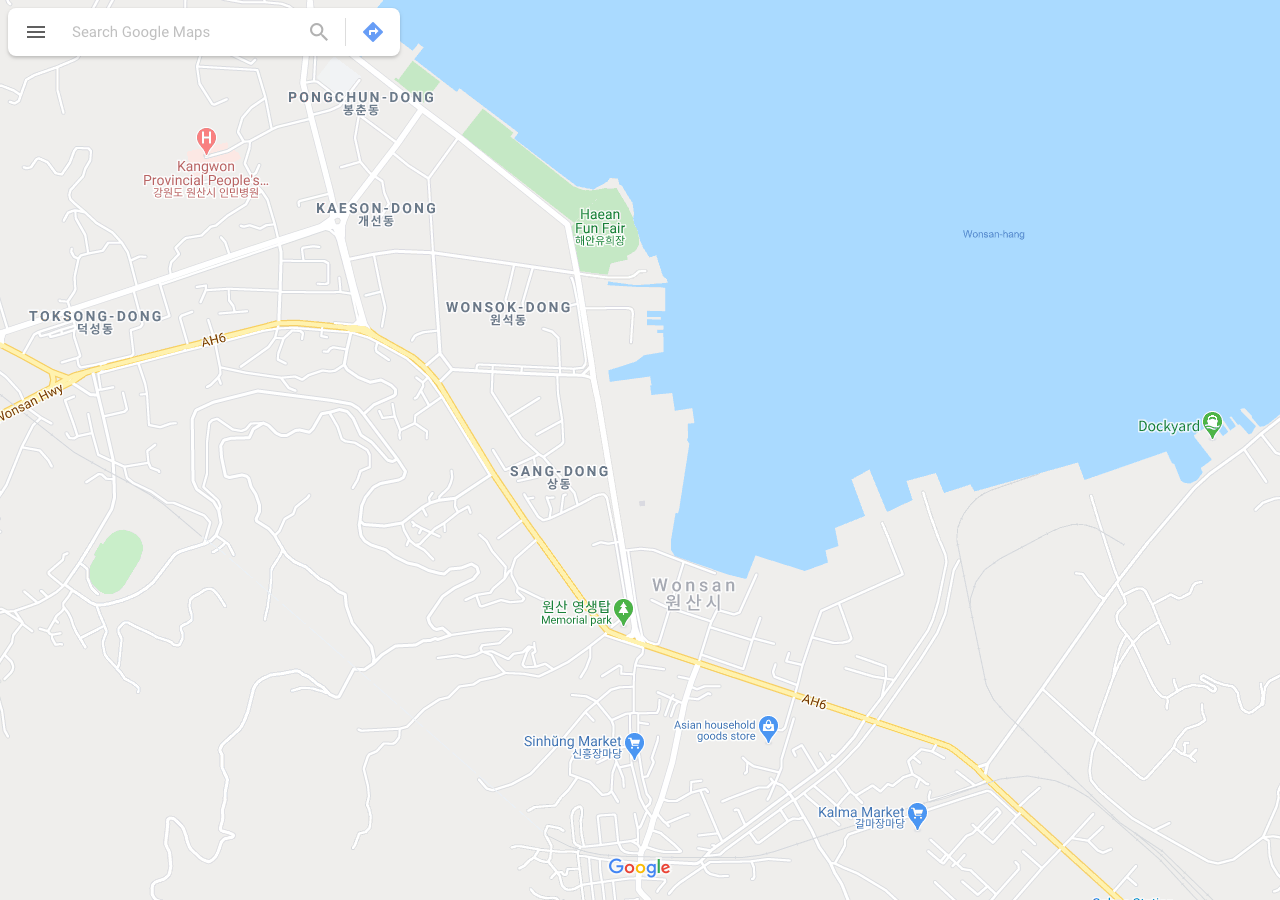 Search Google Maps
PONGCHUN-DONG
봉춘동
H
Kangwon
Provincial People's...
강원도 원산시 인민병원
KAESON-DONG
개선동
Haean
Fun Fair
해안유희장
Wonsan-hang
TOKSONG-DONG
덕성동
WONSOK-DONG
원석동
AH6
Wonsan Hwy
Dockyard
SANG-DONG
상동
Wonsan
원산시
원산 영생탑
Memorial park
AH6
Asian household
goods store
Sinhŭng Market
신흥장마당
Kalma Market
갈마장마당
Google